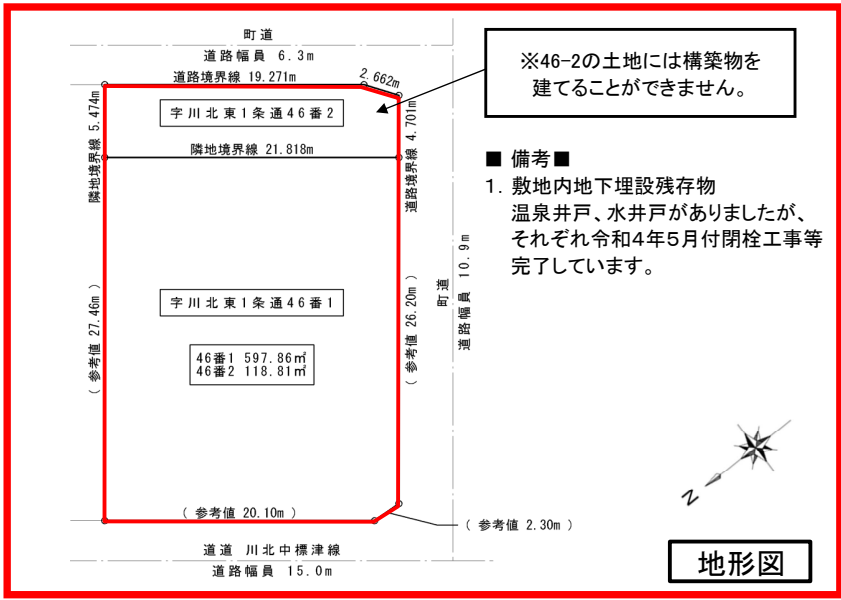 町道
道路幅員 6.3m
道路境界線 19.271m
2.662m
※46-2の土地には構築物を
建てることができません。
隣地境界線 5.474m
字川北東1条通46番2
道路境界線 4.701m
隣地境界線 21.818m
■ 備考■
1. 敷地内地下埋設残存物
温泉井戸、水井戸がありましたが、
それぞれ令和4年5月付閉栓工事等
完了しています。
( 参考値 27.46m )
字川北東1条通46番1
( 参考値 26.20m )
町道
道路幅員 10.9m
46番1 597.86㎡
46番2 118.81㎡
N
( 参考値 20.10m )
( 参考値 2.30m )
道道 川北中標津線
道路幅員 15.0m
地形図